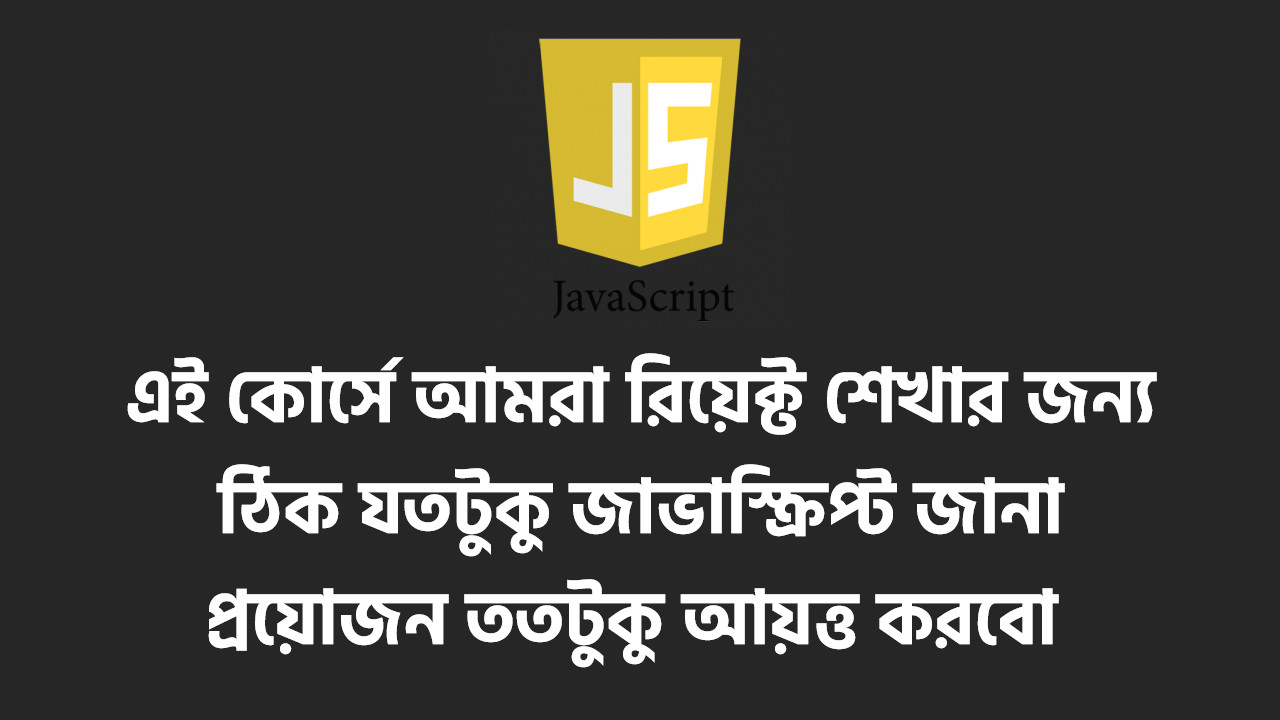 JS
JavaScript
এই কোর্সে আমরা রিয়েক্ট শেখার জন্য
ঠিক যতটুকু জাভাস্ক্রিপ্ট জানা
প্রয়োজন ততটুকু আয়ত্ত করবো